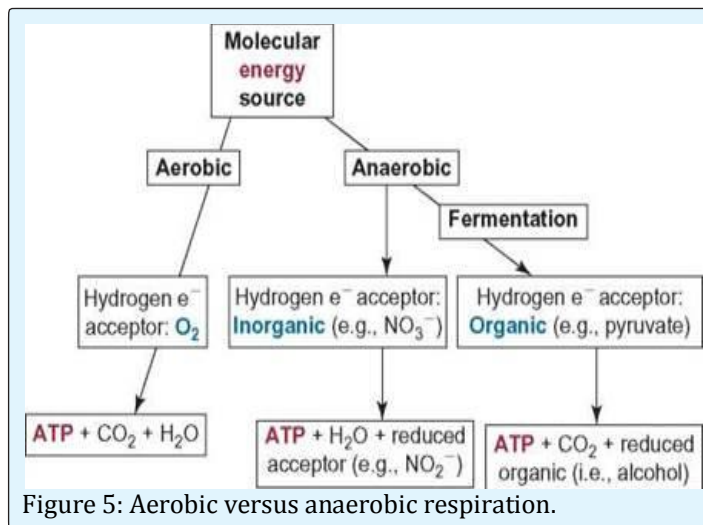 Molecular
energy
source
Aerobic
Anaerobic
Fermentation
Hydrogen e⁻
acceptor: O₂
Hydrogen e⁻ acceptor:
Inorganic (e.g., NO₃⁻)
Hydrogen e⁻ acceptor:
Organic (e.g., pyruvate)
ATP + CO₂ + H₂O
ATP + H₂O + reduced
acceptor (e.g., NO₂⁻)
ATP + CO₂ + reduced
organic (i.e., alcohol)
Figure 5: Aerobic versus anaerobic respiration.